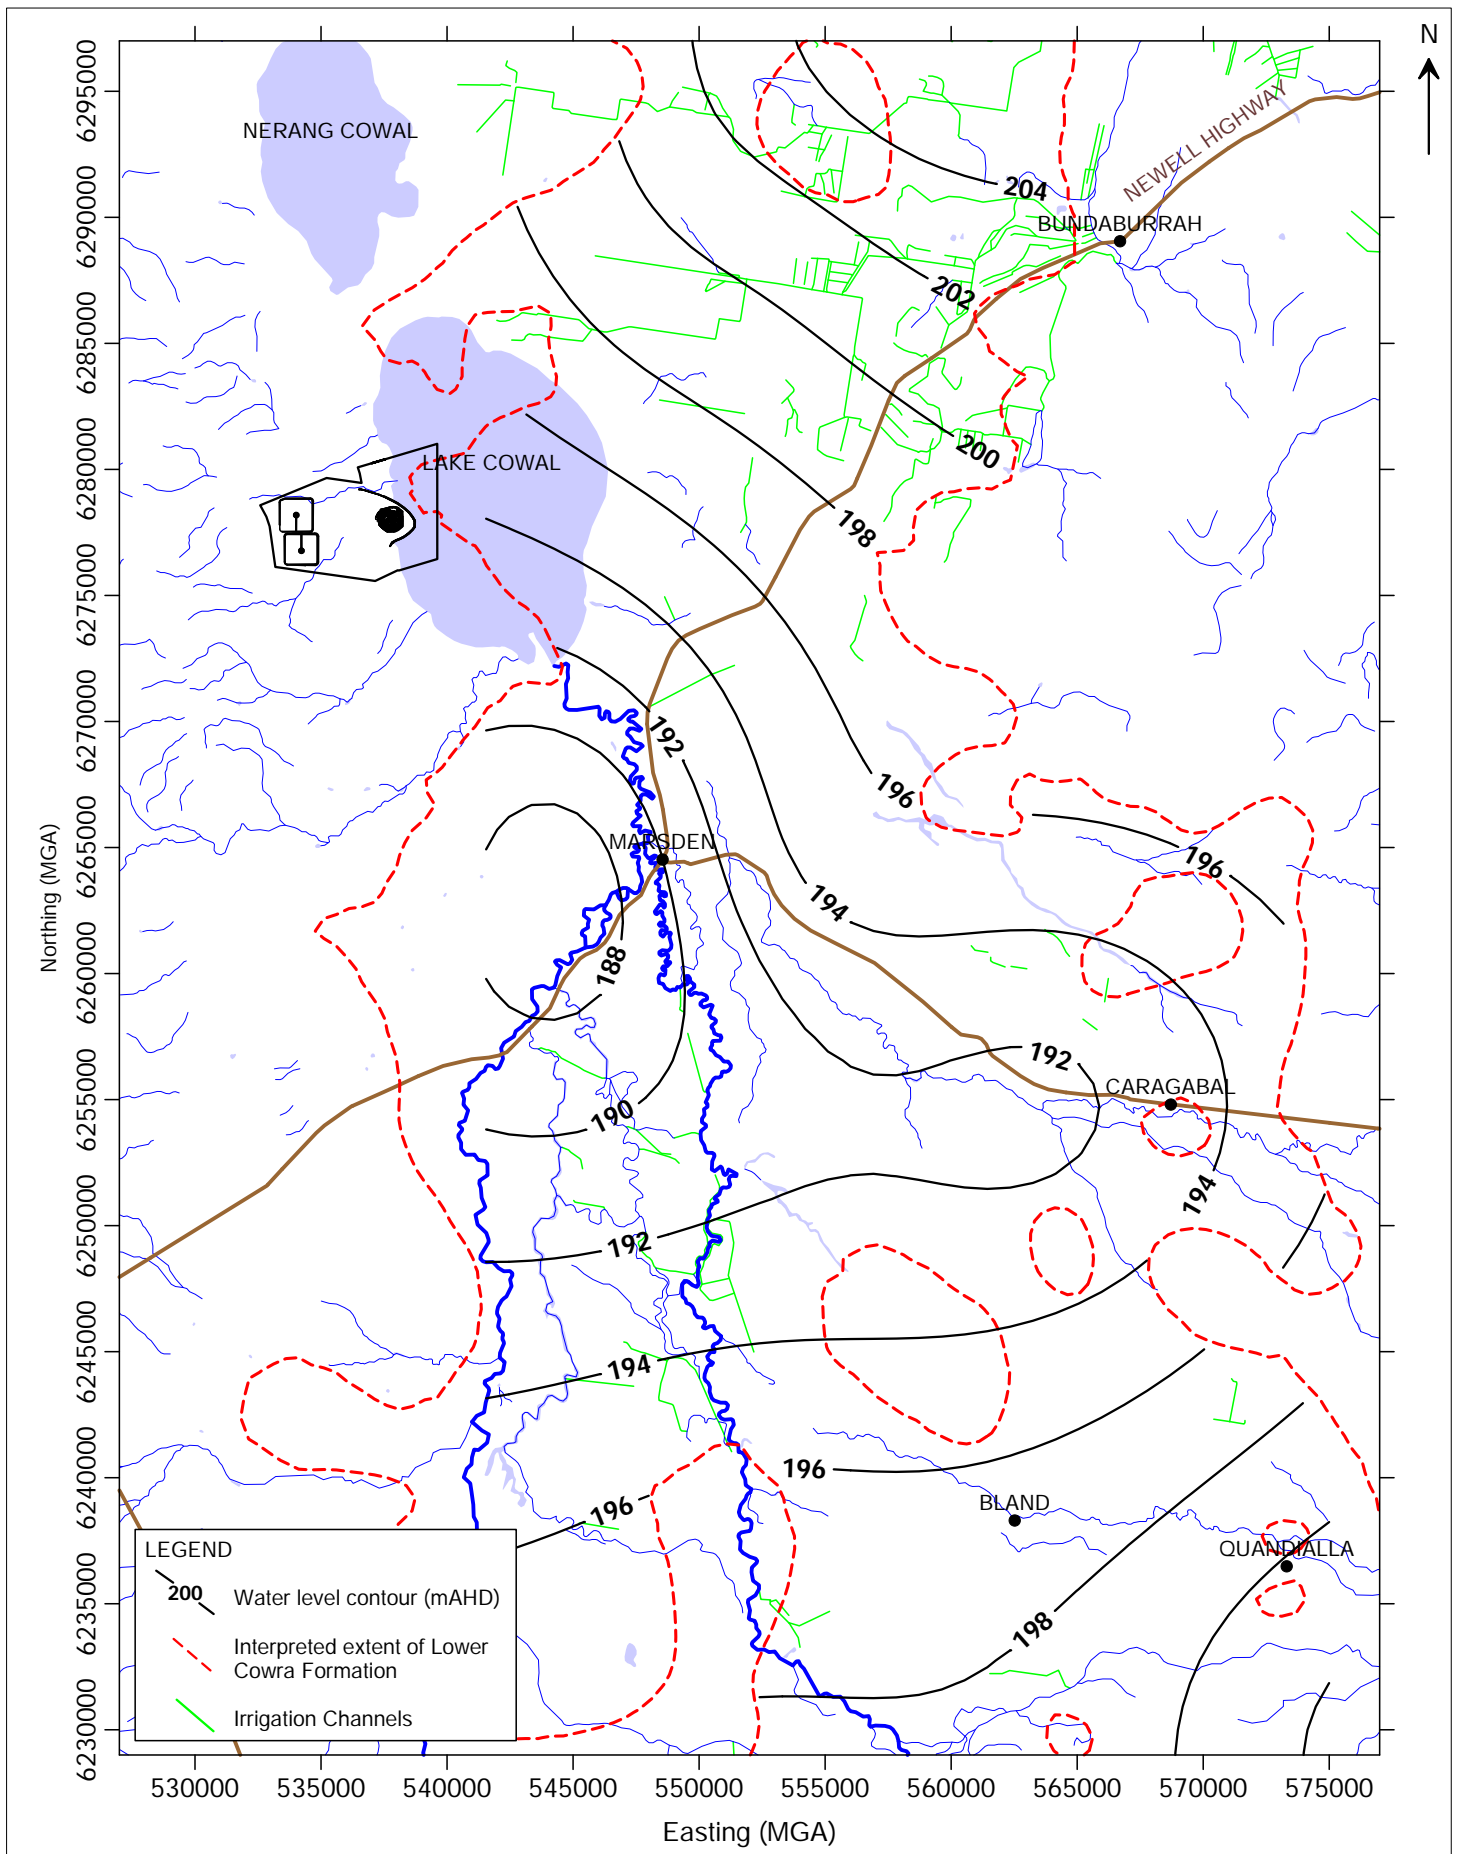 N
NERANG COWAL
NEWELL HIGHWAY
204
BUNDABURRAH
202
200
LAKE COWAL
198
192
196
MARSDEN
196
194
188
192
CARAGABAL
190
194
192
194
196
196
BLAND
QUANDIALLA
198
LEGEND
200 Water level contour (mAHD)
Interpreted extent of Lower
Cowra Formation
Irrigation Channels
6295000
6290000
6285000
6280000
6275000
6270000
6265000
6260000
6255000
6250000
6245000
6240000
6235000
6230000
Northing (MGA)
530000 535000 540000 545000 550000 555000 560000 565000 570000 575000
Easting (MGA)